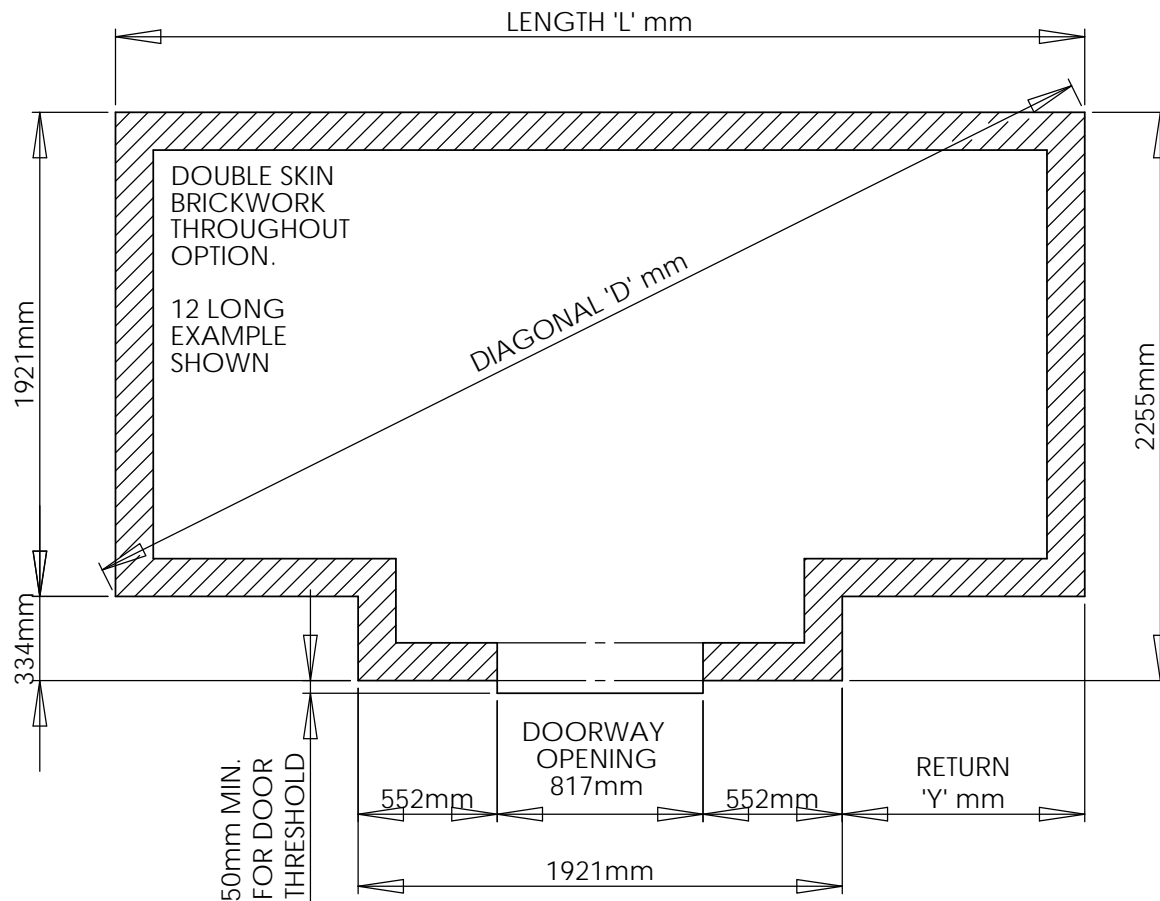 LENGTH 'L' mm
DOUBLE SKIN
BRICKWORK
THROUGHOUT
OPTION.
12 LONG
EXAMPLE
SHOWN
DIAGONAL 'D' mm
1921mm
2255mm
334mm
50mm MIN.
FOR DOOR
THRESHOLD
DOORWAY
OPENING
817mm
552mm
552mm
RETURN
'Y' mm
1921mm